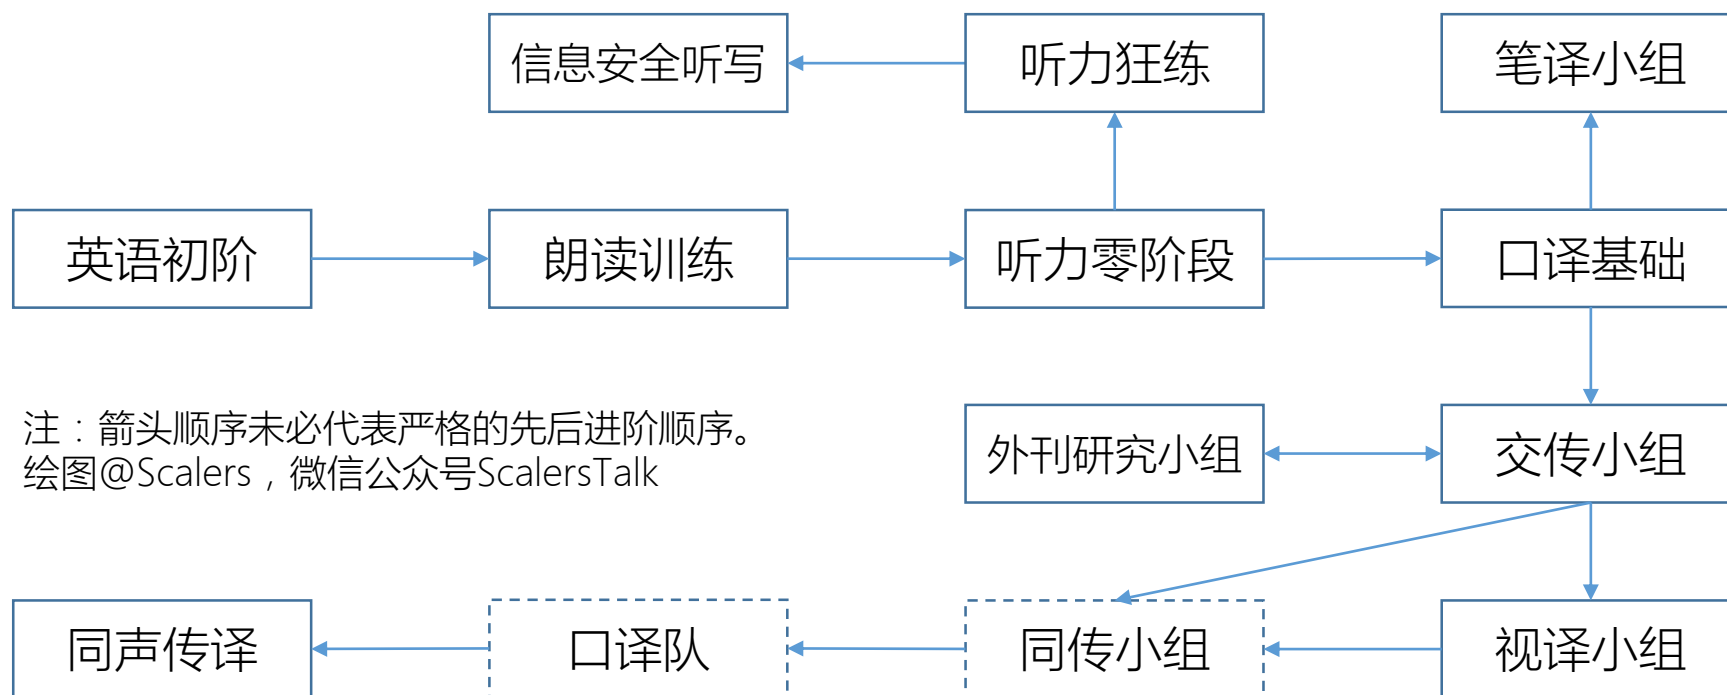 信息安全听写
听力狂练
笔译小组
英语初阶
朗读训练
听力零阶段
口译基础
注：箭头顺序未必代表严格的先后进阶顺序。
绘图@Scalers，微信公众号ScalersTalk
外刊研究小组
交传小组
同声传译
口译队
同传小组
视译小组